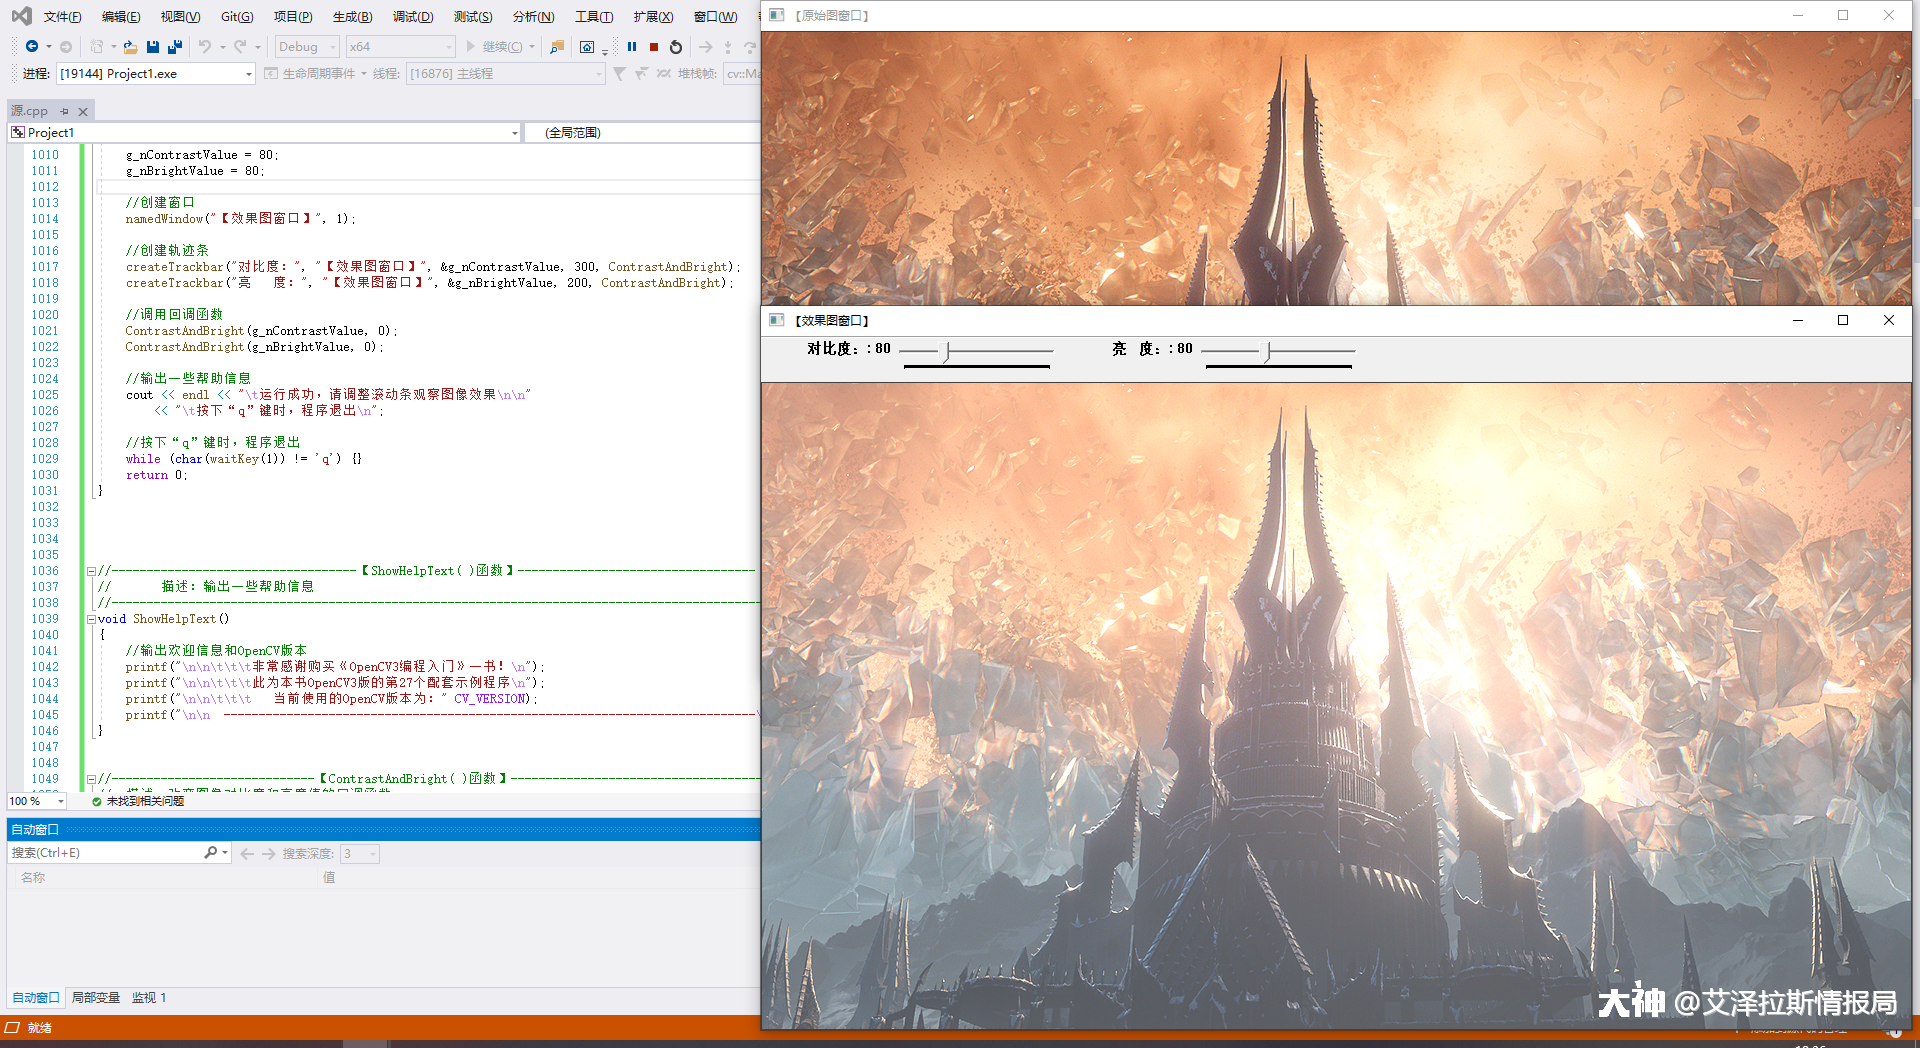 文件(F) 编辑(E) 视图(V) Git(G) 项目(P) 生成(B) 调试(D) 测试(S) 分析(N) 工具(T) 扩展(X) 窗口(W)
Debug x64 继续(C)
进程: [19144] Project1.exe 生命周期事件 线程: [16876] 主线程 堆栈帧: cv::Ma
源.cpp
Project1 (全局范围)
1010 g_nContrastValue = 80;
1011 g_nBrightValue = 80;
1012
1013 //创建窗口
1014 namedWindow("【效果图窗口】", 1);
1015
1016 //创建轨迹条
1017 createTrackbar("对比度：", "【效果图窗口】", &g_nContrastValue, 300, ContrastAndBright);
1018 createTrackbar("亮   度：", "【效果图窗口】", &g_nBrightValue, 200, ContrastAndBright);
1019
1020 //调用回调函数
1021 ContrastAndBright(g_nContrastValue, 0);
1022 ContrastAndBright(g_nBrightValue, 0);
1023
1024 //输出一些帮助信息
1025 cout << endl << "\t运行成功，请调整滚动条观察图像效果\n\n"
1026 << "\t按下“q”键时，程序退出\n";
1027
1028 //按下“q”键时，程序退出
1029 while (char(waitKey(1)) != 'q') {}
1030 return 0;
1031 }
1032
1033
1034
1035
1036 //-----------------------------------【ShowHelpText( )函数】----------------------------------
1037 //       描述：输出一些帮助信息
1038 //----------------------------------------------------------------------------------------------
1039 void ShowHelpText()
1040 {
1041 //输出欢迎信息和OpenCV版本
1042 printf("\n\n\t\t\t非常感谢购买《OpenCV3编程入门》一书！\n");
1043 printf("\n\n\t\t\t此为本书OpenCV3版的第27个配套示例程序\n");
1044 printf("\n\n\t\t\t   当前使用的OpenCV版本为：" CV_VERSION);
1045 printf("\n\n  ----------------------------------------------------------------------------\
1046 }
1047
1048
1049 //-----------------------------【ContrastAndBright( )函数】------------------------------------
100 % 未找到相关问题
自动窗口
搜索(Ctrl+E) 搜索深度: 3
名称 值
自动窗口 局部变量 监视 1
就绪
【原始图窗口】
【效果图窗口】
对比度：: 80 亮   度：: 80
大神 @艾泽拉斯情报局